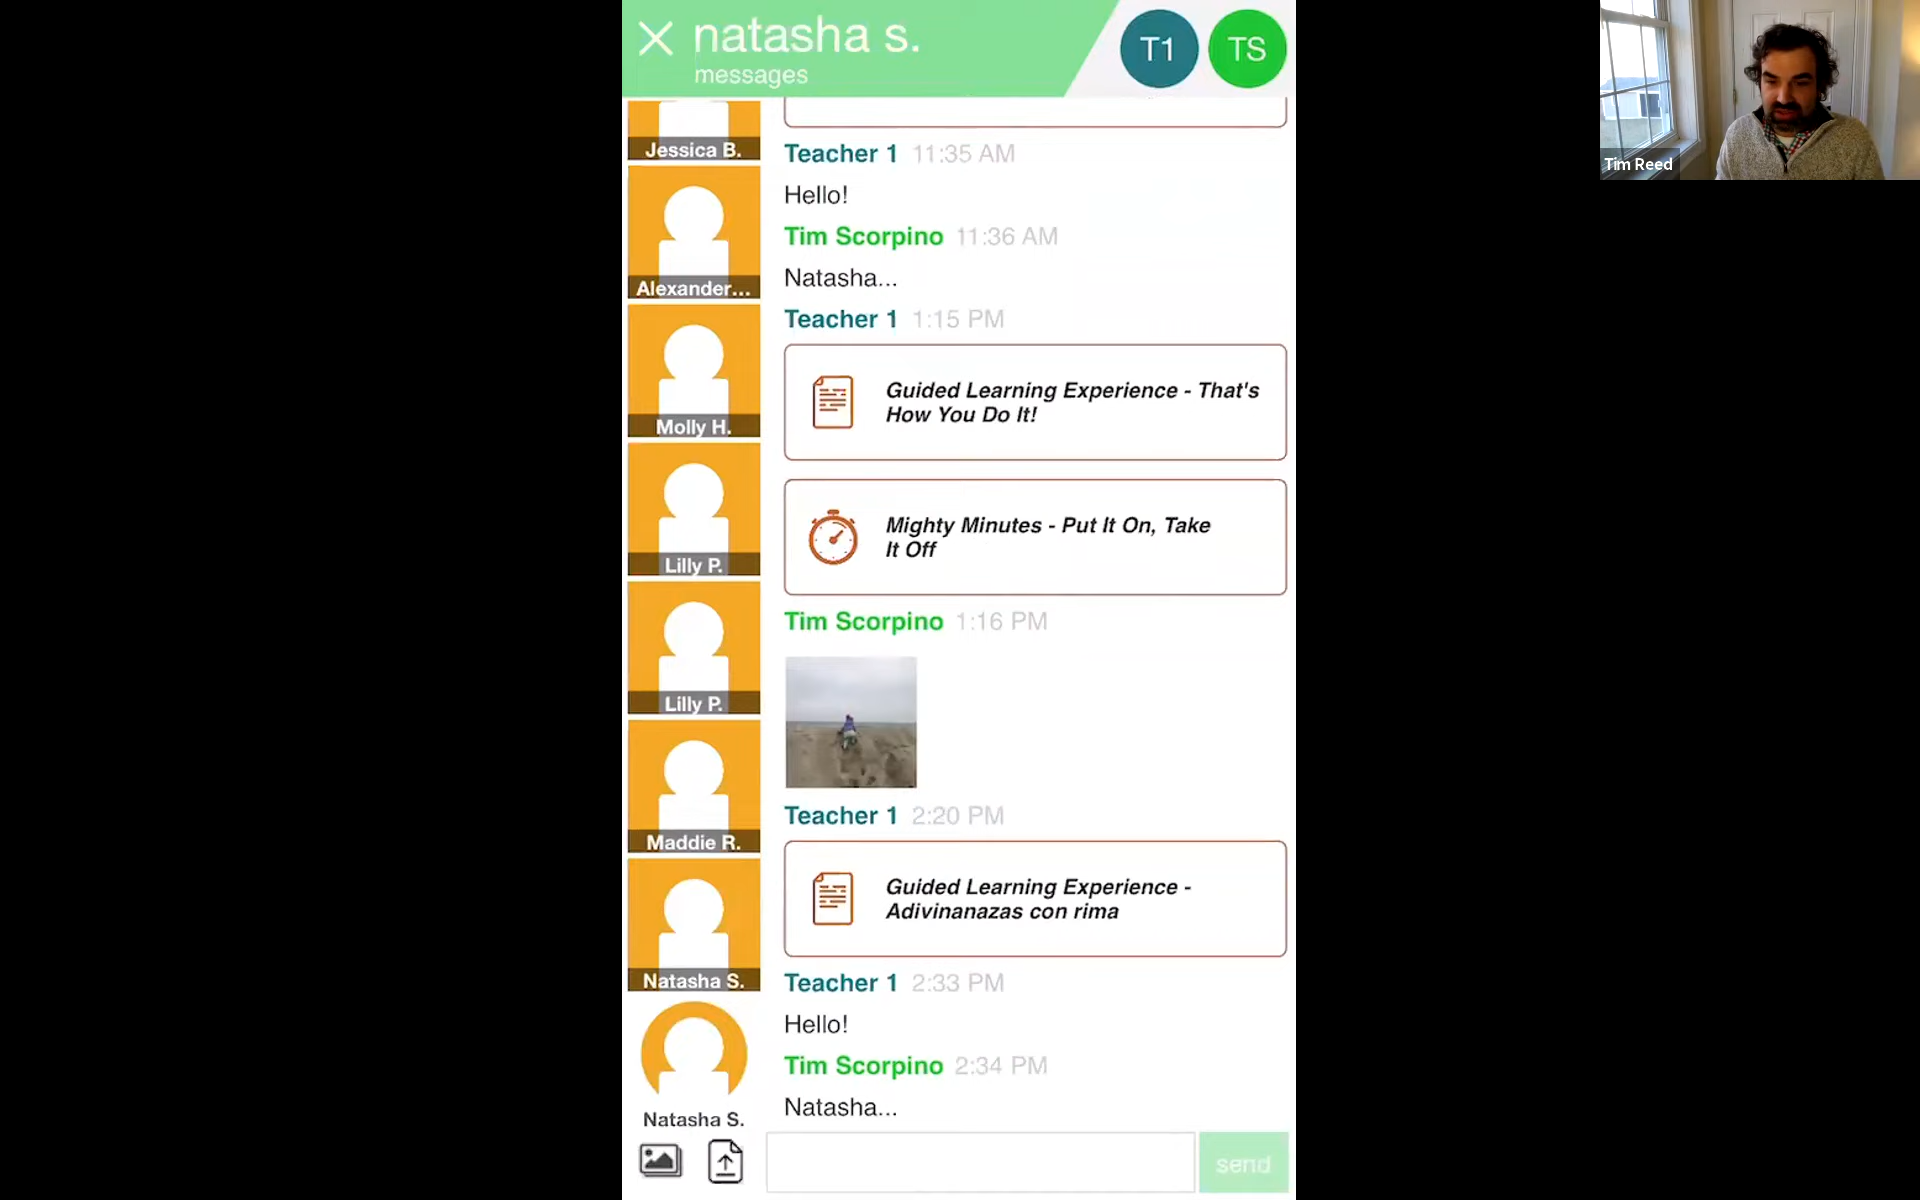 natasha s.
messages
T1
TS
Jessica B.
Alexander...
Molly H.
Lilly P.
Lilly P.
Maddie R.
Natasha S.
Natasha S.
Teacher 1 11:35 AM
Hello!
Tim Scorpino 11:36 AM
Natasha...
Teacher 1 1:15 PM
Guided Learning Experience - That's
How You Do It!
Mighty Minutes - Put It On, Take
It Off
Tim Scorpino 1:16 PM
Teacher 1 2:20 PM
Guided Learning Experience -
Adivinanazas con rima
Teacher 1 2:33 PM
Hello!
Tim Scorpino 2:34 PM
Natasha...
send
Tim Reed